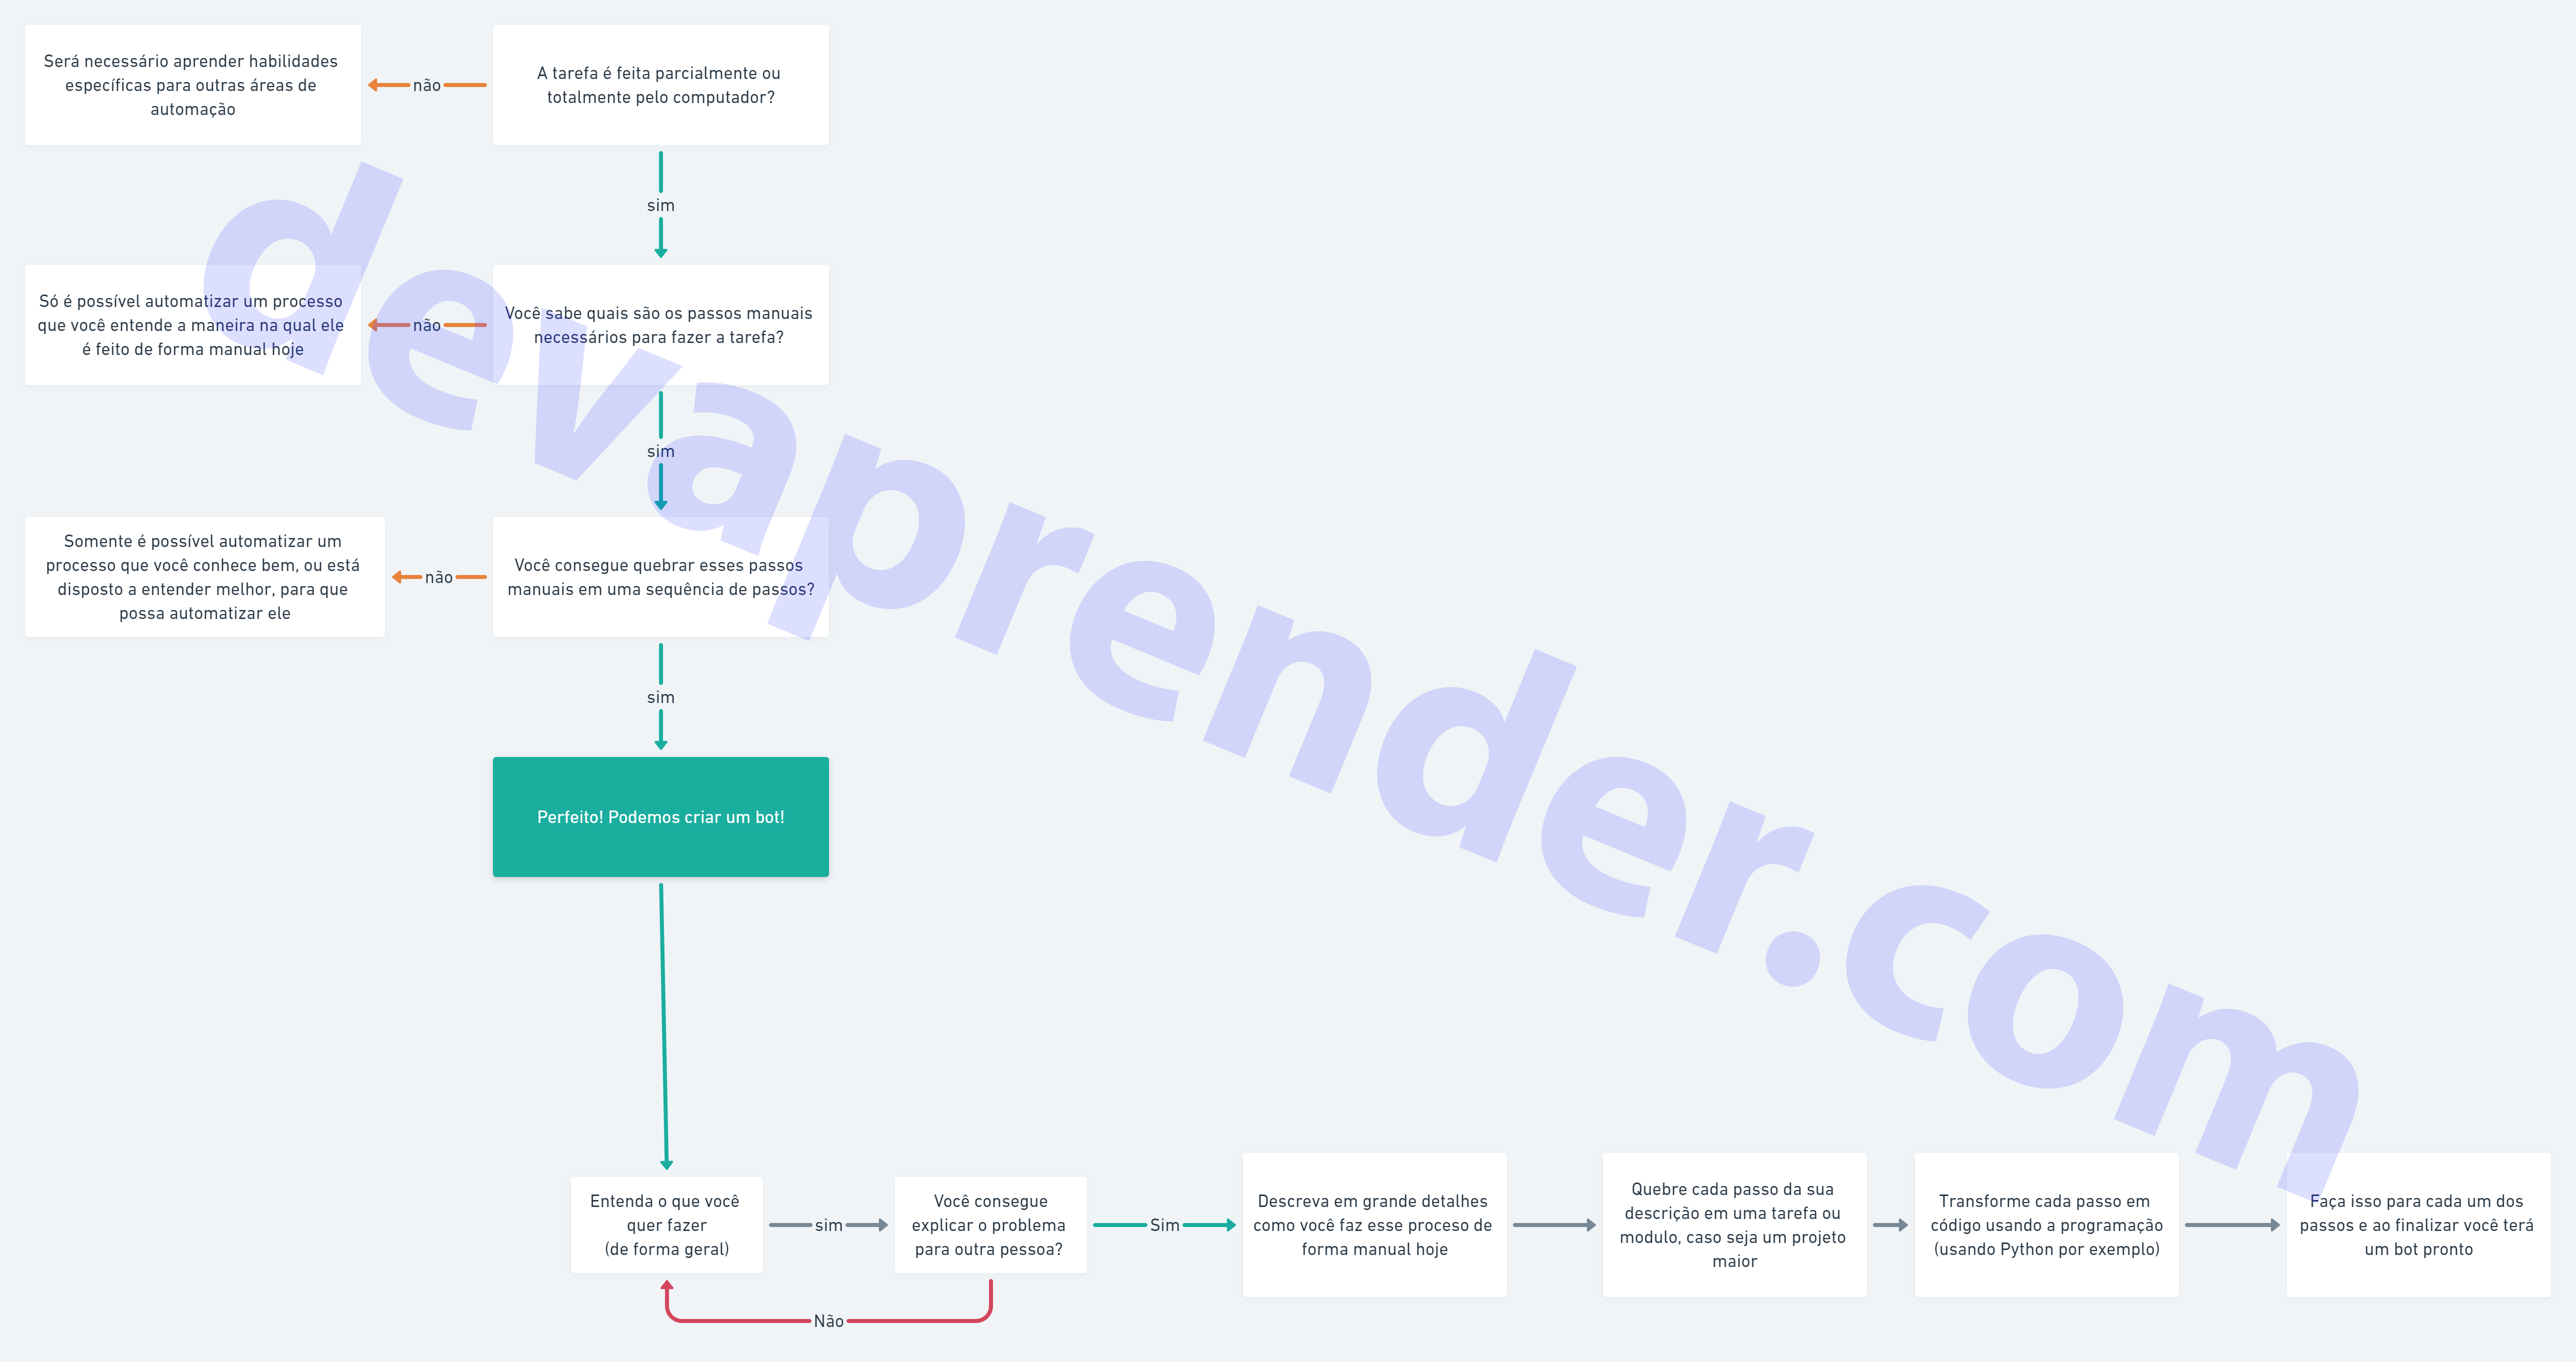 Será necessário aprender habilidades
específicas para outras áreas de
automação
não
A tarefa é feita parcialmente ou
totalmente pelo computador?
sim
Só é possível automatizar um processo
que você entende a maneira na qual ele
é feito de forma manual hoje
não
Você sabe quais são os passos manuais
necessários para fazer a tarefa?
sim
Somente é possível automatizar um
processo que você conhece bem, ou está
disposto a entender melhor, para que
possa automatizar ele
não
Você consegue quebrar esses passos
manuais em uma sequência de passos?
sim
Perfeito! Podemos criar um bot!
Entenda o que você
quer fazer
(de forma geral)
sim
Você consegue
explicar o problema
para outra pessoa?
Não
Sim
Descreva em grande detalhes
como você faz esse proceso de
forma manual hoje
Quebre cada passo da sua
descrição em uma tarefa ou
modulo, caso seja um projeto
maior
Transforme cada passo em
código usando a programação
(usando Python por exemplo)
Faça isso para cada um dos
passos e ao finalizar você terá
um bot pronto
devaprender.com